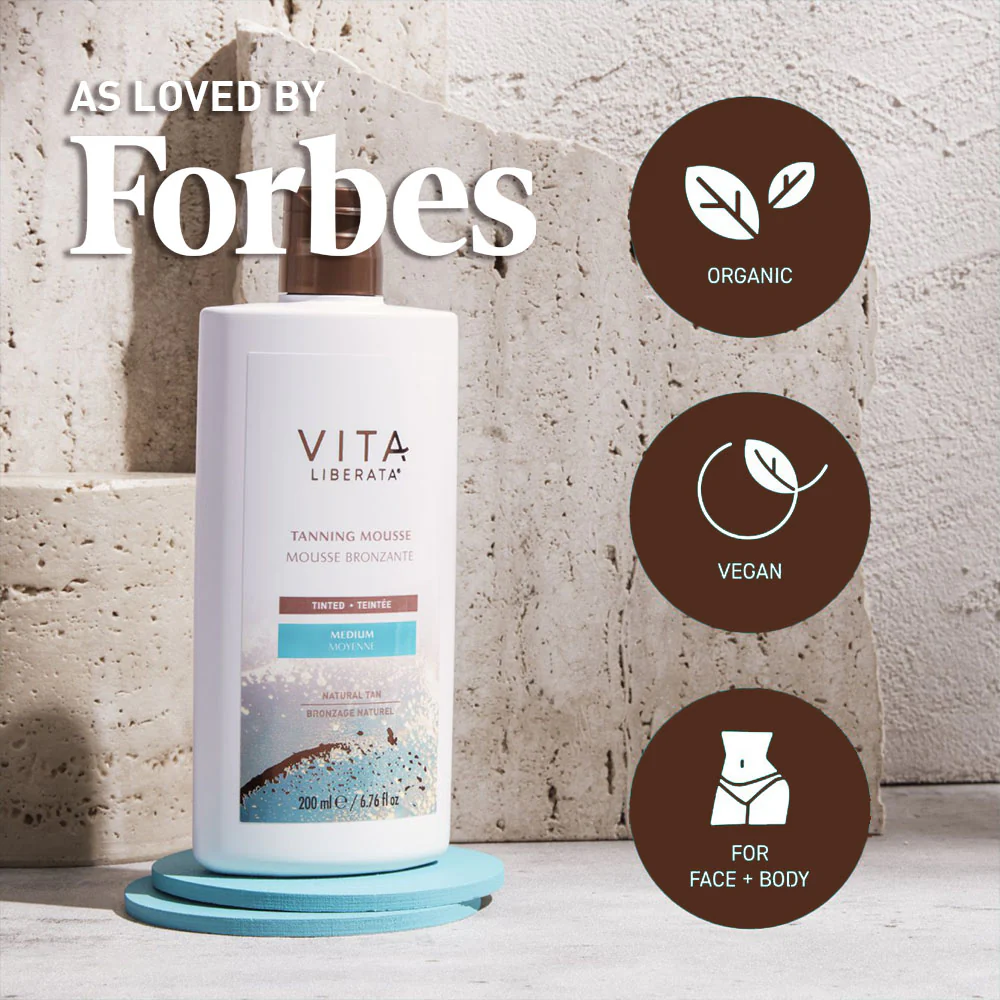 AS LOVED BY
Forbes
VITA
LIBERATA®
TANNING MOUSSE
MOUSSE BRONZANTE
TINTED • TEINTÉE
MEDIUM
MOYENNE
NATURAL TAN
BRONZAGE NATUREL
200 ml ℮ / 6.76 fl oz
ORGANIC
VEGAN
FOR
FACE + BODY